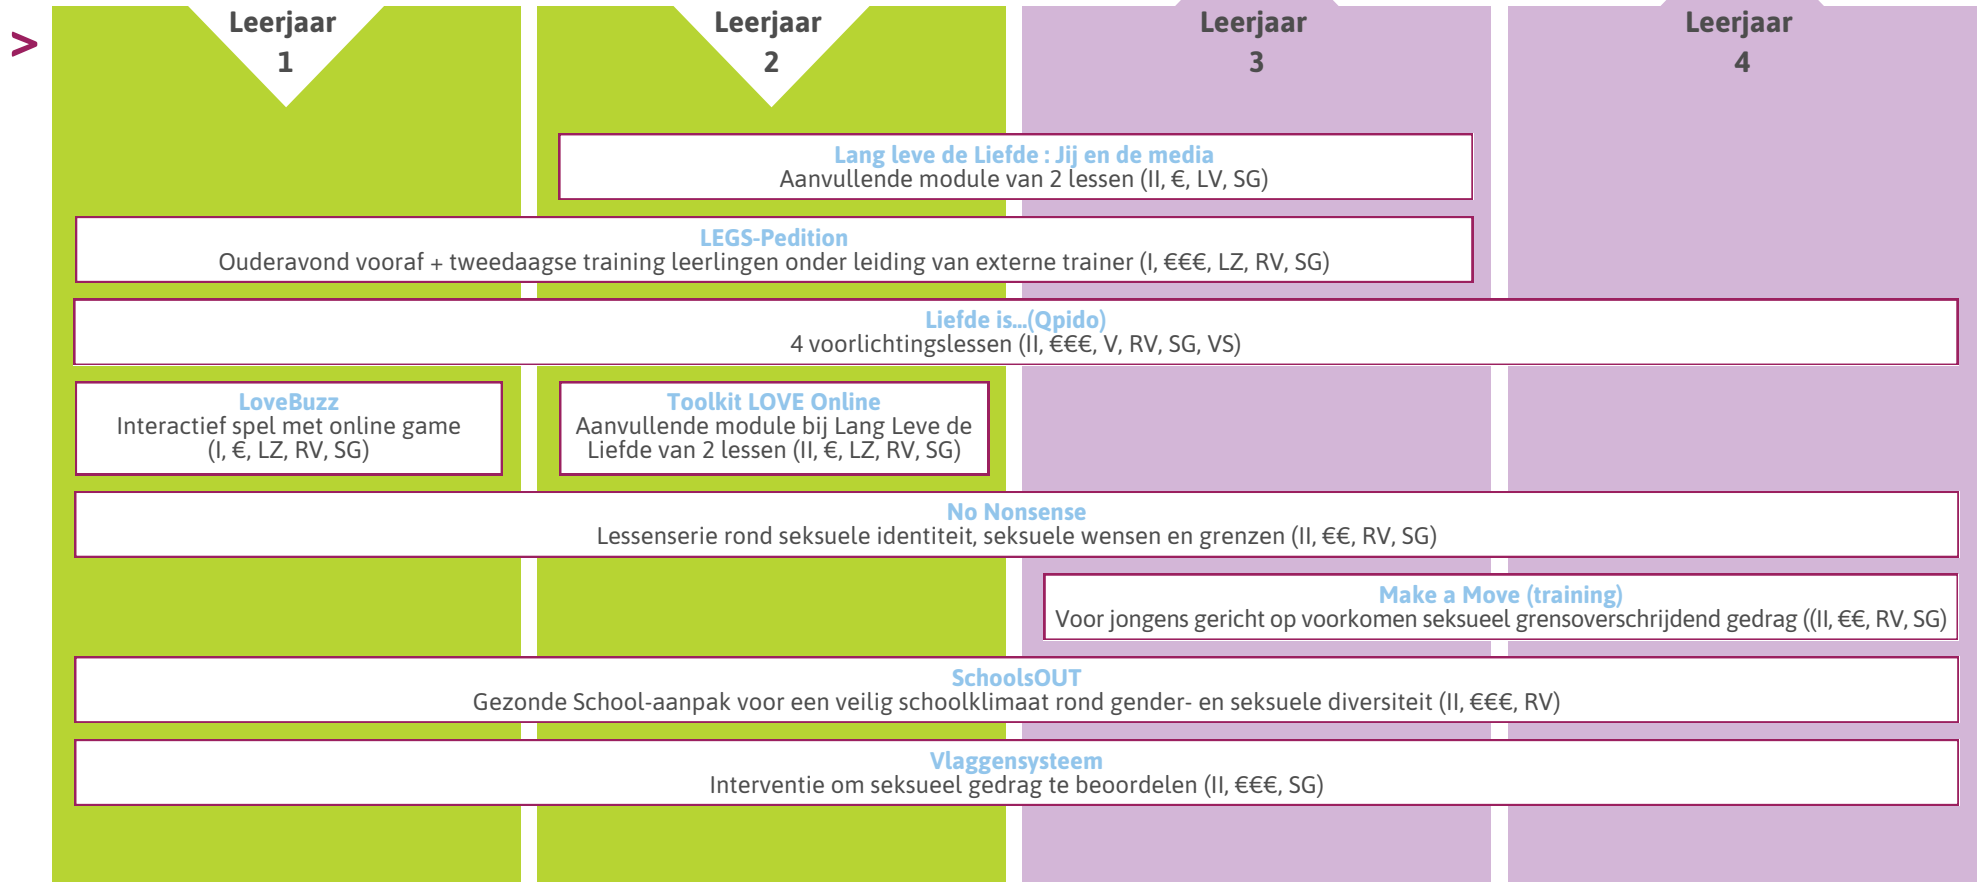 >
Leerjaar
1
Leerjaar
2
Leerjaar
3
Leerjaar
4
Lang leve de Liefde : Jij en de media
Aanvullende module van 2 lessen (II, €, LV, SG)
LEGS-Pedition
Ouderavond vooraf + tweedaagse training leerlingen onder leiding van externe trainer (I, €€€, LZ, RV, SG)
Liefde is...(Qpido)
4 voorlichtingslessen (II, €€€, V, RV, SG, VS)
LoveBuzz
Interactief spel met online game
(I, €, LZ, RV, SG)
Toolkit LOVE Online
Aanvullende module bij Lang Leve de
Liefde van 2 lessen (II, €, LZ, RV, SG)
No Nonsense
Lessenserie rond seksuele identiteit, seksuele wensen en grenzen (II, €€, RV, SG)
Make a Move (training)
Voor jongens gericht op voorkomen seksueel grensoverschrijdend gedrag ((II, €€, RV, SG)
SchoolsOUT
Gezonde School-aanpak voor een veilig schoolklimaat rond gender- en seksuele diversiteit (II, €€€, RV)
Vlaggensysteem
Interventie om seksueel gedrag te beoordelen (II, €€€, SG)